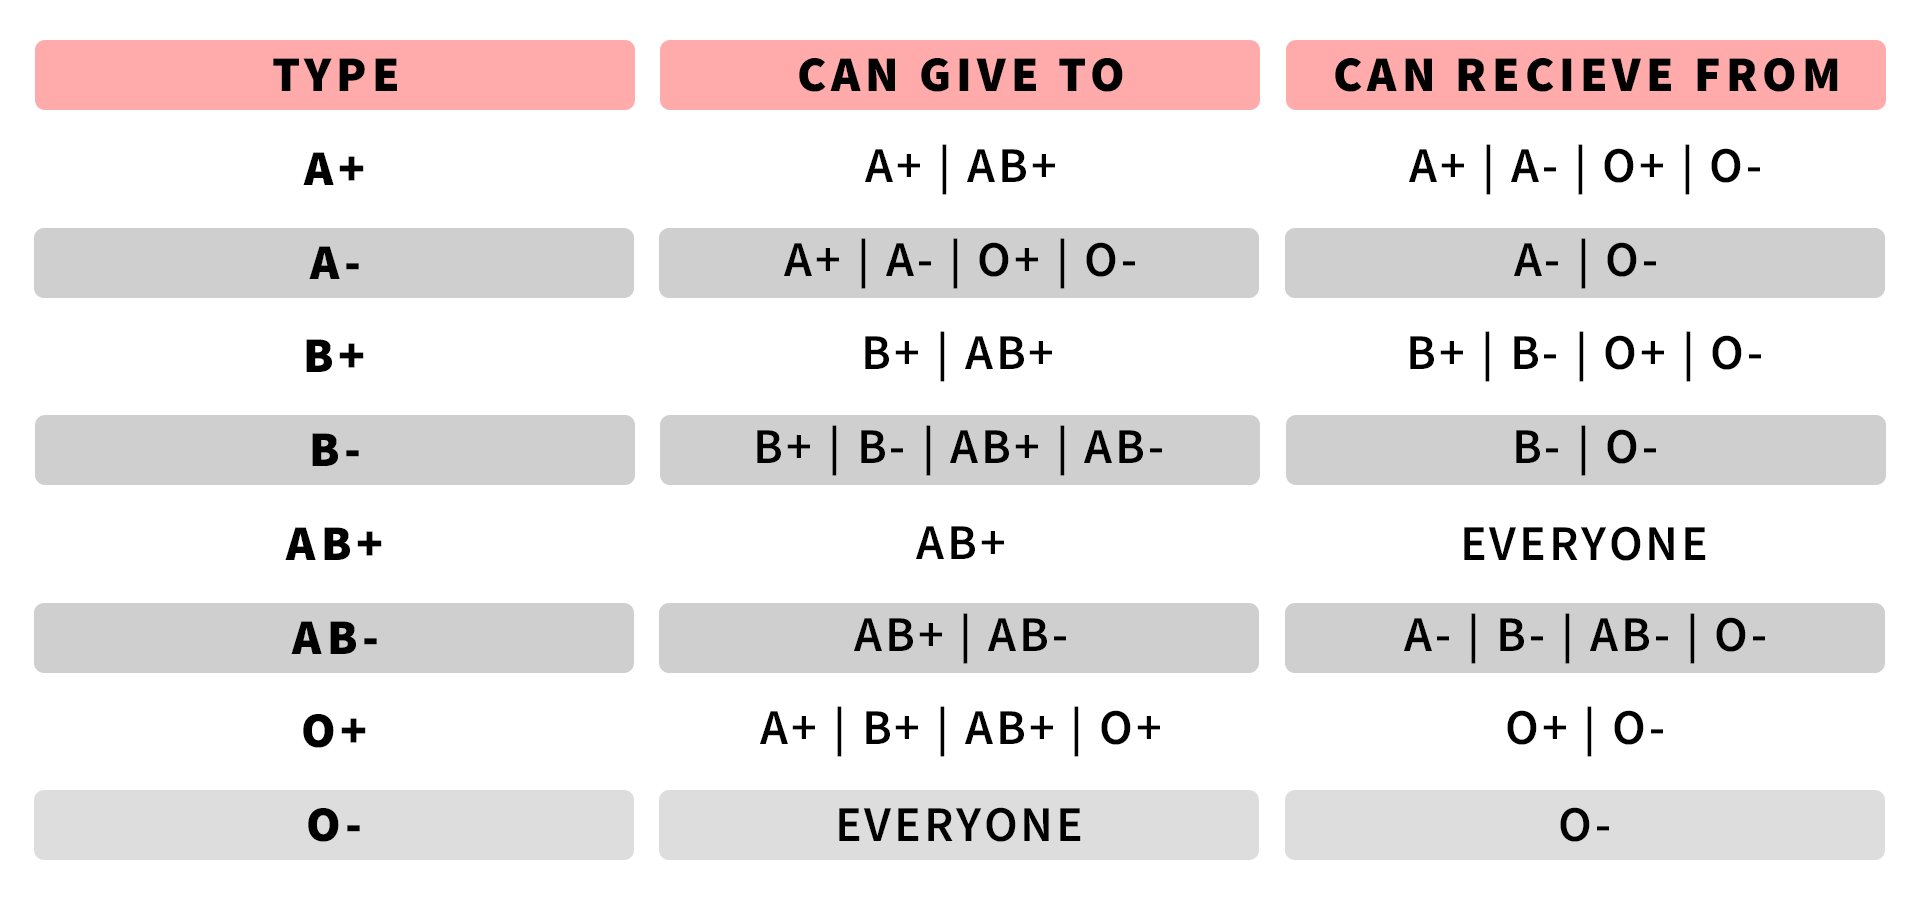 TYPE CAN GIVE TO CAN RECIEVE FROM
A+ A+ | AB+ A+ | A- | O+ | O-
A- A+ | A- | O+ | O- A- | O-
B+ B+ | AB+ B+ | B- | O+ | O-
B- B+ | B- | AB+ | AB- B- | O-
AB+ AB+ EVERYONE
AB- AB+ | AB- A- | B- | AB- | O-
O+ A+ | B+ | AB+ | O+ O+ | O-
O- EVERYONE O-